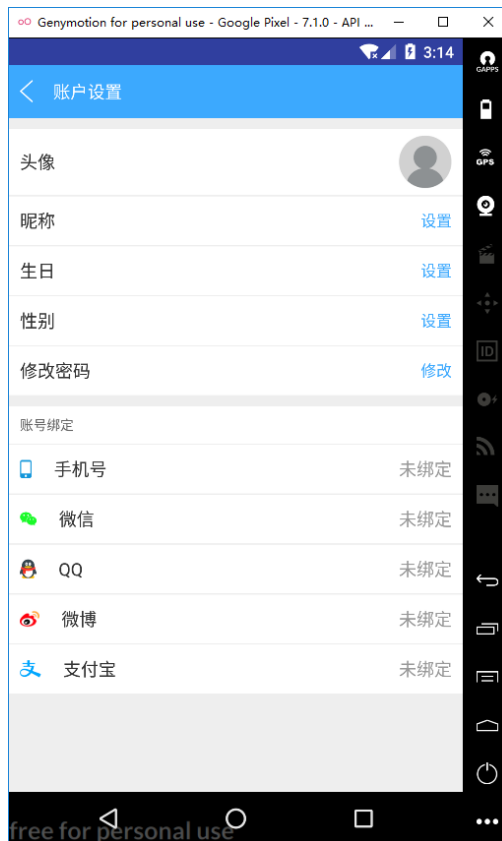 Genymotion for personal use - Google Pixel - 7.1.0 - API ...
3:14
GAPPS
账户设置
头像
GPS
昵称 设置
生日 设置
性别 设置
ID
修改密码 修改
账号绑定
手机号 未绑定
微信 未绑定
QQ 未绑定
微博 未绑定
支 支付宝 未绑定
free for personal use